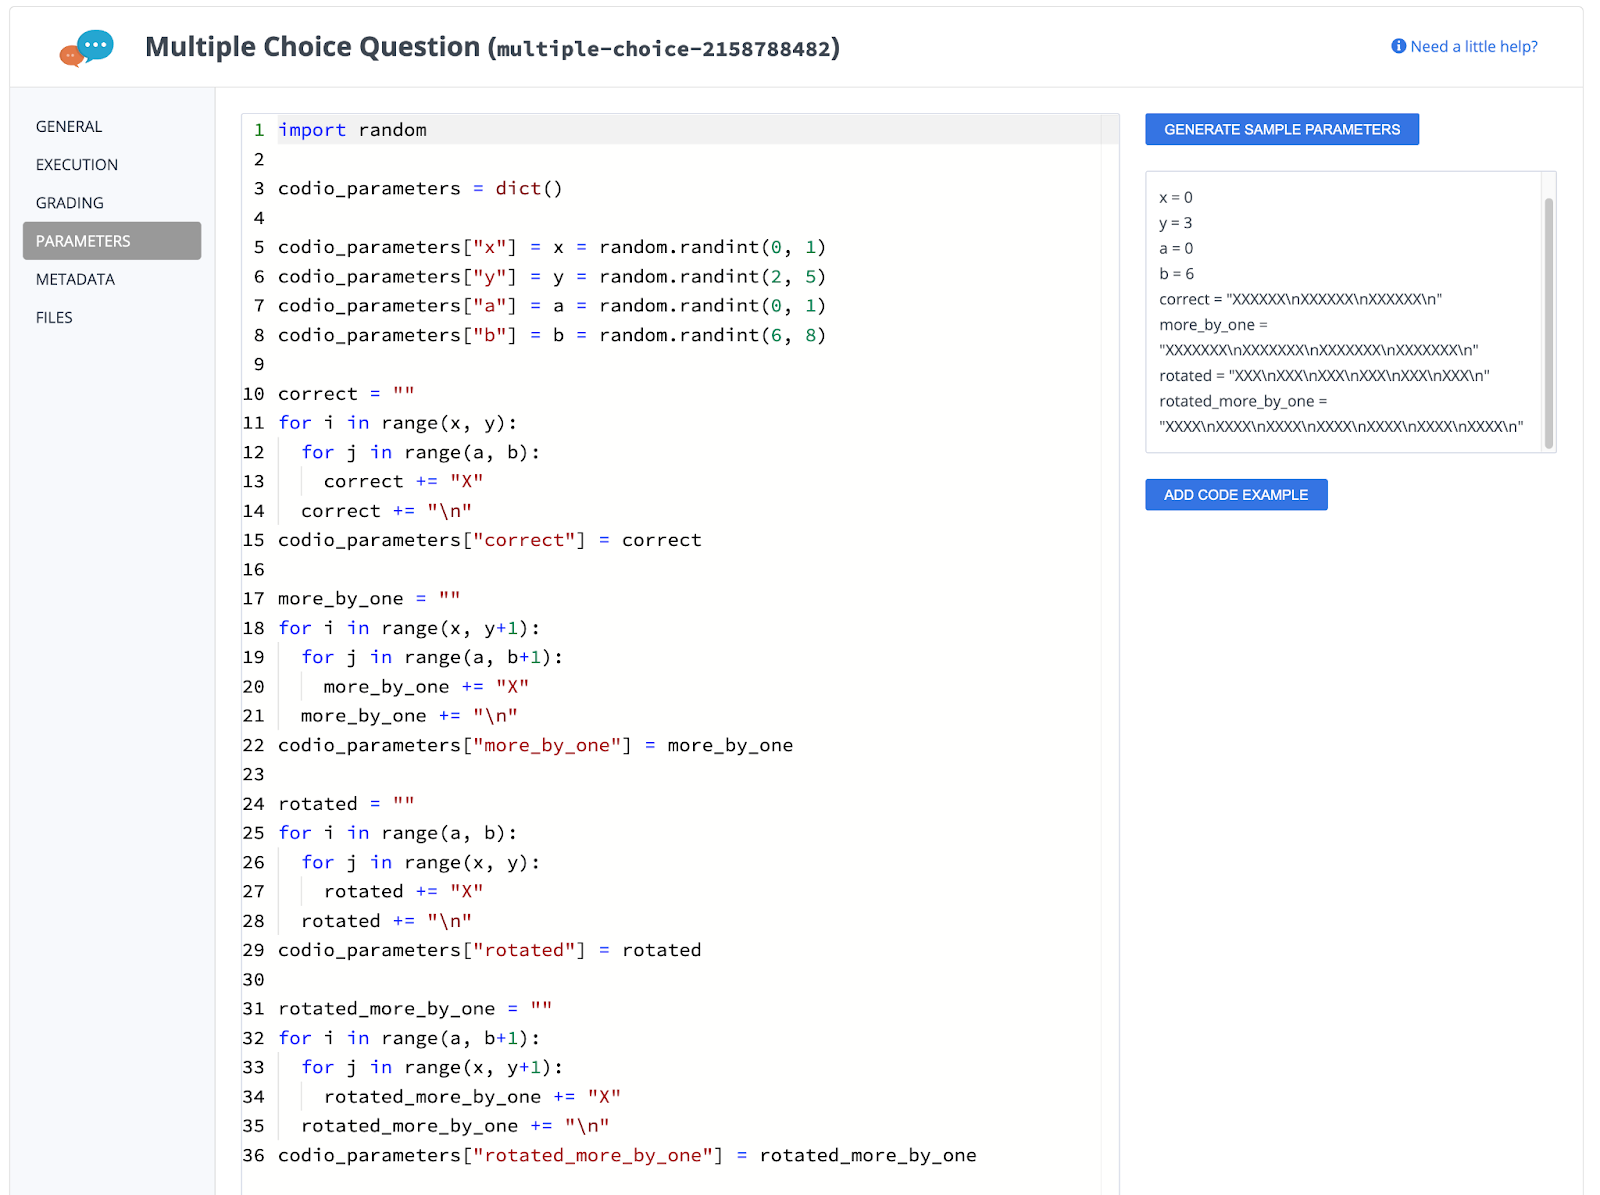 Multiple Choice Question (multiple-choice-2158788482)
Need a little help?
GENERAL
EXECUTION
GRADING
PARAMETERS
METADATA
FILES
1 import random
2
3 codio_parameters = dict()
4
5 codio_parameters["x"] = x = random.randint(0, 1)
6 codio_parameters["y"] = y = random.randint(2, 5)
7 codio_parameters["a"] = a = random.randint(0, 1)
8 codio_parameters["b"] = b = random.randint(6, 8)
9
10 correct = ""
11 for i in range(x, y):
12   for j in range(a, b):
13     correct += "X"
14   correct += "\n"
15 codio_parameters["correct"] = correct
16
17 more_by_one = ""
18 for i in range(x, y+1):
19   for j in range(a, b+1):
20     more_by_one += "X"
21   more_by_one += "\n"
22 codio_parameters["more_by_one"] = more_by_one
23
24 rotated = ""
25 for i in range(a, b):
26   for j in range(x, y):
27     rotated += "X"
28   rotated += "\n"
29 codio_parameters["rotated"] = rotated
30
31 rotated_more_by_one = ""
32 for i in range(a, b+1):
33   for j in range(x, y+1):
34     rotated_more_by_one += "X"
35   rotated_more_by_one += "\n"
36 codio_parameters["rotated_more_by_one"] = rotated_more_by_one
GENERATE SAMPLE PARAMETERS
x = 0
y = 3
a = 0
b = 6
correct = "XXXXXX\nXXXXXX\nXXXXXX\n"
more_by_one =
"XXXXXXX\nXXXXXXX\nXXXXXXX\nXXXXXXX\n"
rotated = "XXX\nXXX\nXXX\nXXX\nXXX\nXXX\n"
rotated_more_by_one =
"XXXX\nXXXX\nXXXX\nXXXX\nXXXX\nXXXX\nXXXX\n"
ADD CODE EXAMPLE